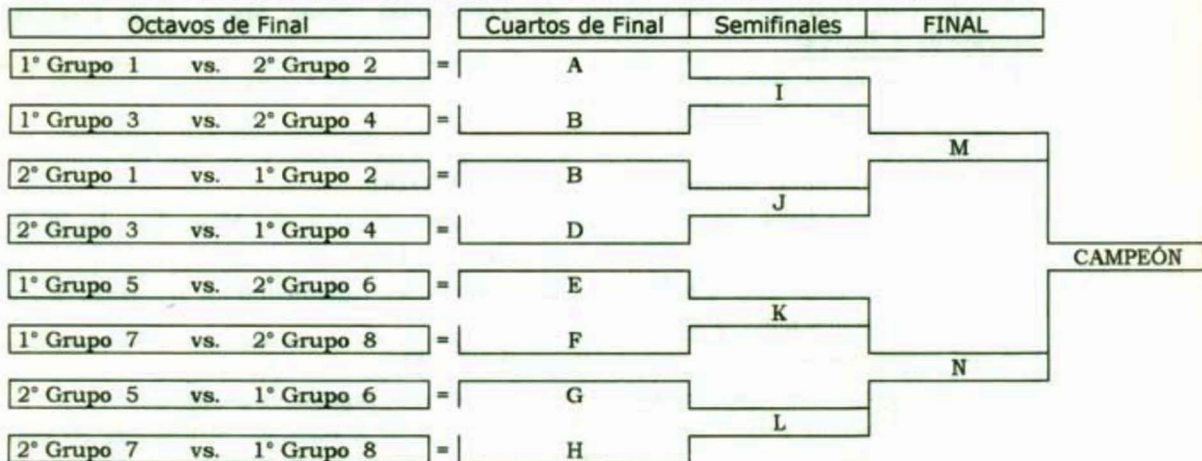 Octavos de Final Cuartos de Final Semifinales FINAL
1° Grupo 1 vs. 2° Grupo 2 = A
I
1° Grupo 3 vs. 2° Grupo 4 = B
M
2° Grupo 1 vs. 1° Grupo 2 = B
J
2° Grupo 3 vs. 1° Grupo 4 = D
CAMPEÓN
1° Grupo 5 vs. 2° Grupo 6 = E
K
1° Grupo 7 vs. 2° Grupo 8 = F
N
2° Grupo 5 vs. 1° Grupo 6 = G
L
2° Grupo 7 vs. 1° Grupo 8 = H